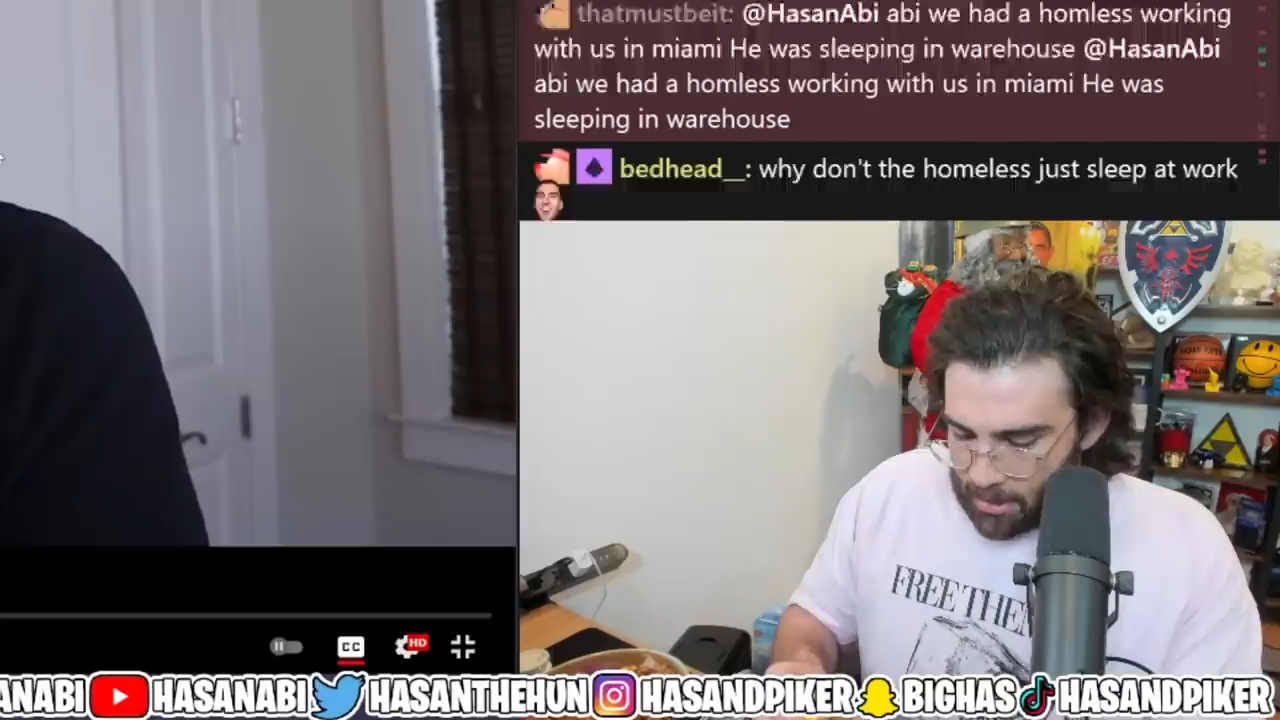 thatmustbeit: @HasanAbi abi we had a homless working
with us in miami He was sleeping in warehouse @HasanAbi
abi we had a homless working with us in miami He was
sleeping in warehouse
bedhead__: why don't the homeless just sleep at work
FREE THEM
CC
HD
ANABI HASANABI HASANTHEHUN HASANDPIKER BIGHAS HASANDPIKER